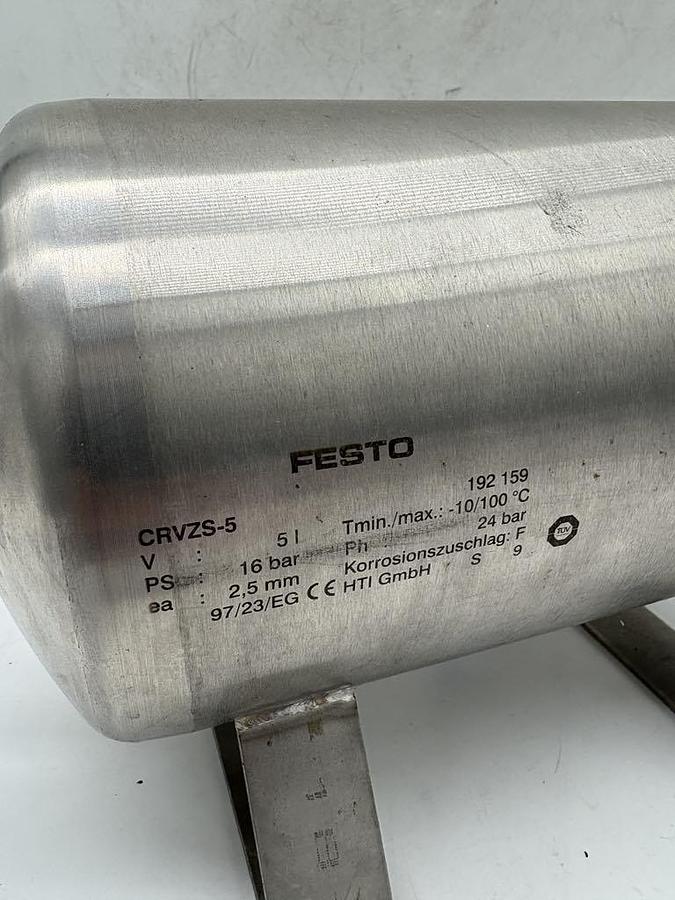 FESTO
192 159
CRVZS-5
V : 5 l Tmin./max.: -10/100 °C
PS : 16 bar Ph : 24 bar
ea : 2,5 mm Korrosionszuschlag: F
97/23/EG CE HTI GmbH S 9
TÜV